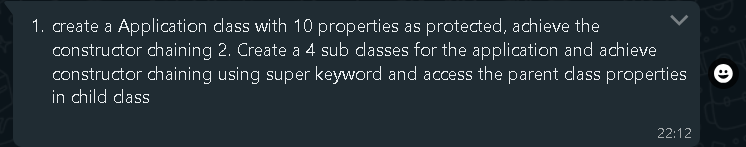 1. create a Application class with 10 properties as protected, achieve the
constructor chaining 2. Create a 4 sub classes for the application and achieve
constructor chaining using super keyword and access the parent class properties
in child class
22:12